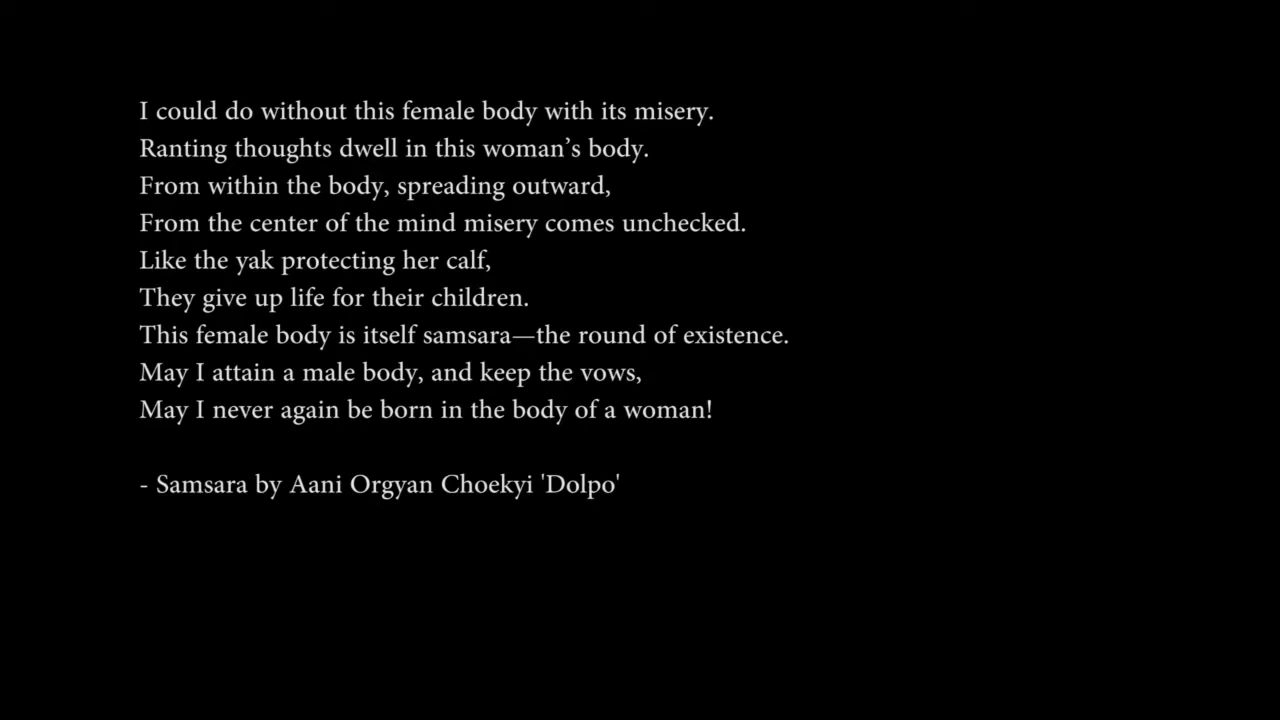 I could do without this female body with its misery.
Ranting thoughts dwell in this woman’s body.
From within the body, spreading outward,
From the center of the mind misery comes unchecked.
Like the yak protecting her calf,
They give up life for their children.
This female body is itself samsara—the round of existence.
May I attain a male body, and keep the vows,
May I never again be born in the body of a woman!
- Samsara by Aani Orgyan Choekyi 'Dolpo'